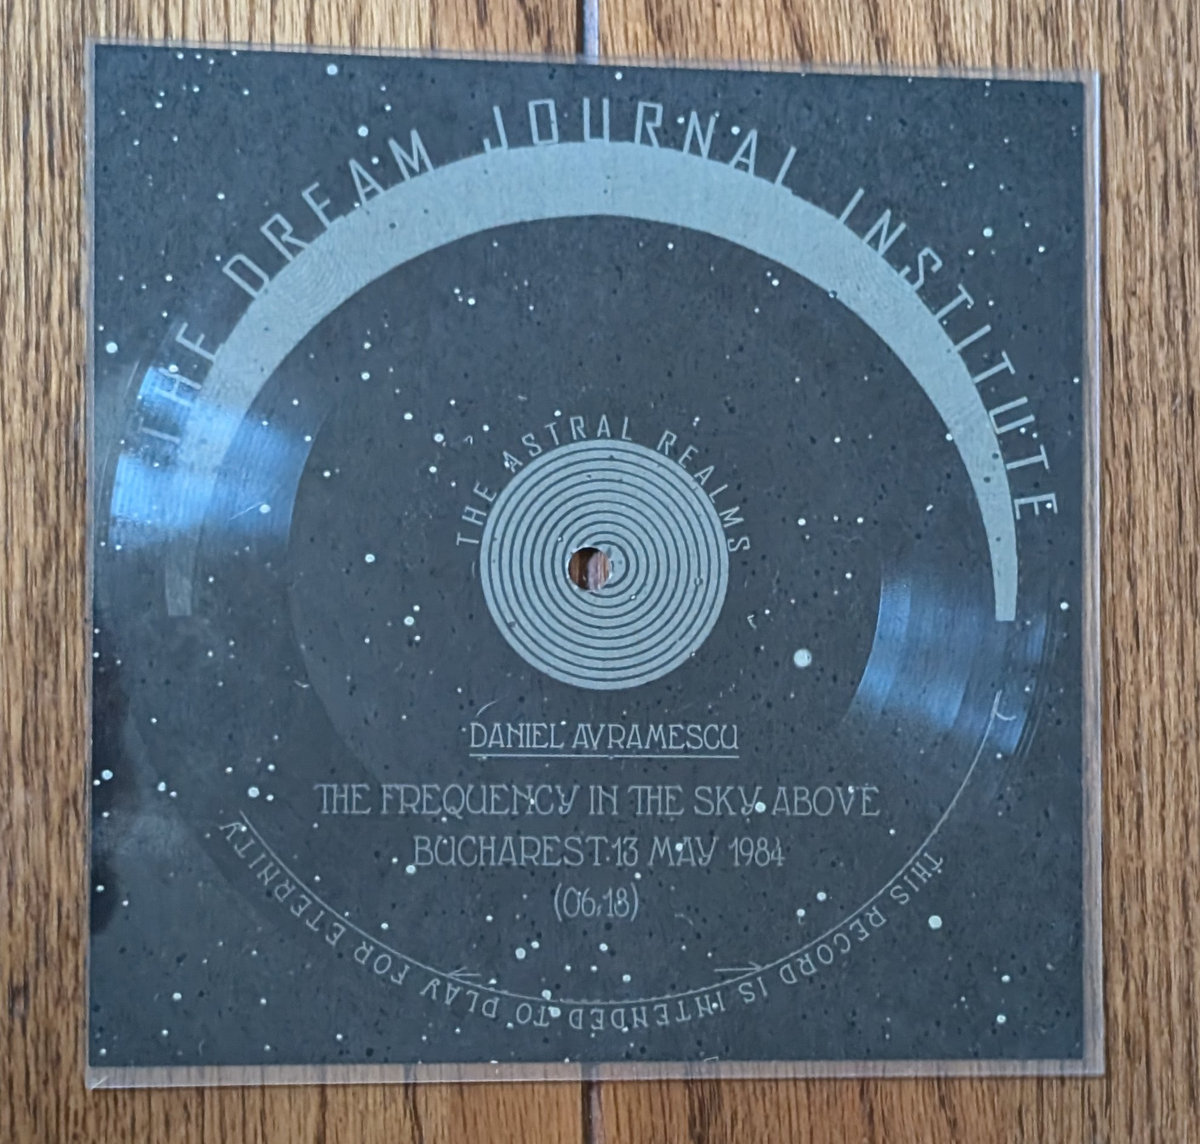 THE DREAM JOURNAL INSTITUTE
THE ASTRAL REALMS
DANIEL AVRAMESCU
THE FREQUENCY IN THE SKY ABOVE
BUCHAREST 13 MAY 1984
(06:18)
THIS RECORD IS INTENDED TO PLAY FOR ETERNITY